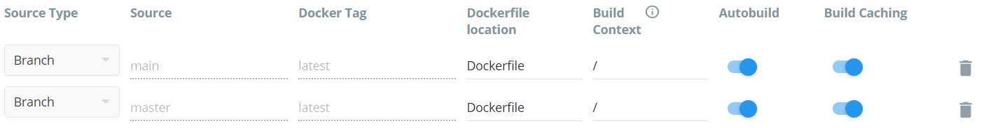 Source Type Source Docker Tag Dockerfile location Build Context Autobuild Build Caching
Branch main latest Dockerfile /
Branch master latest Dockerfile /